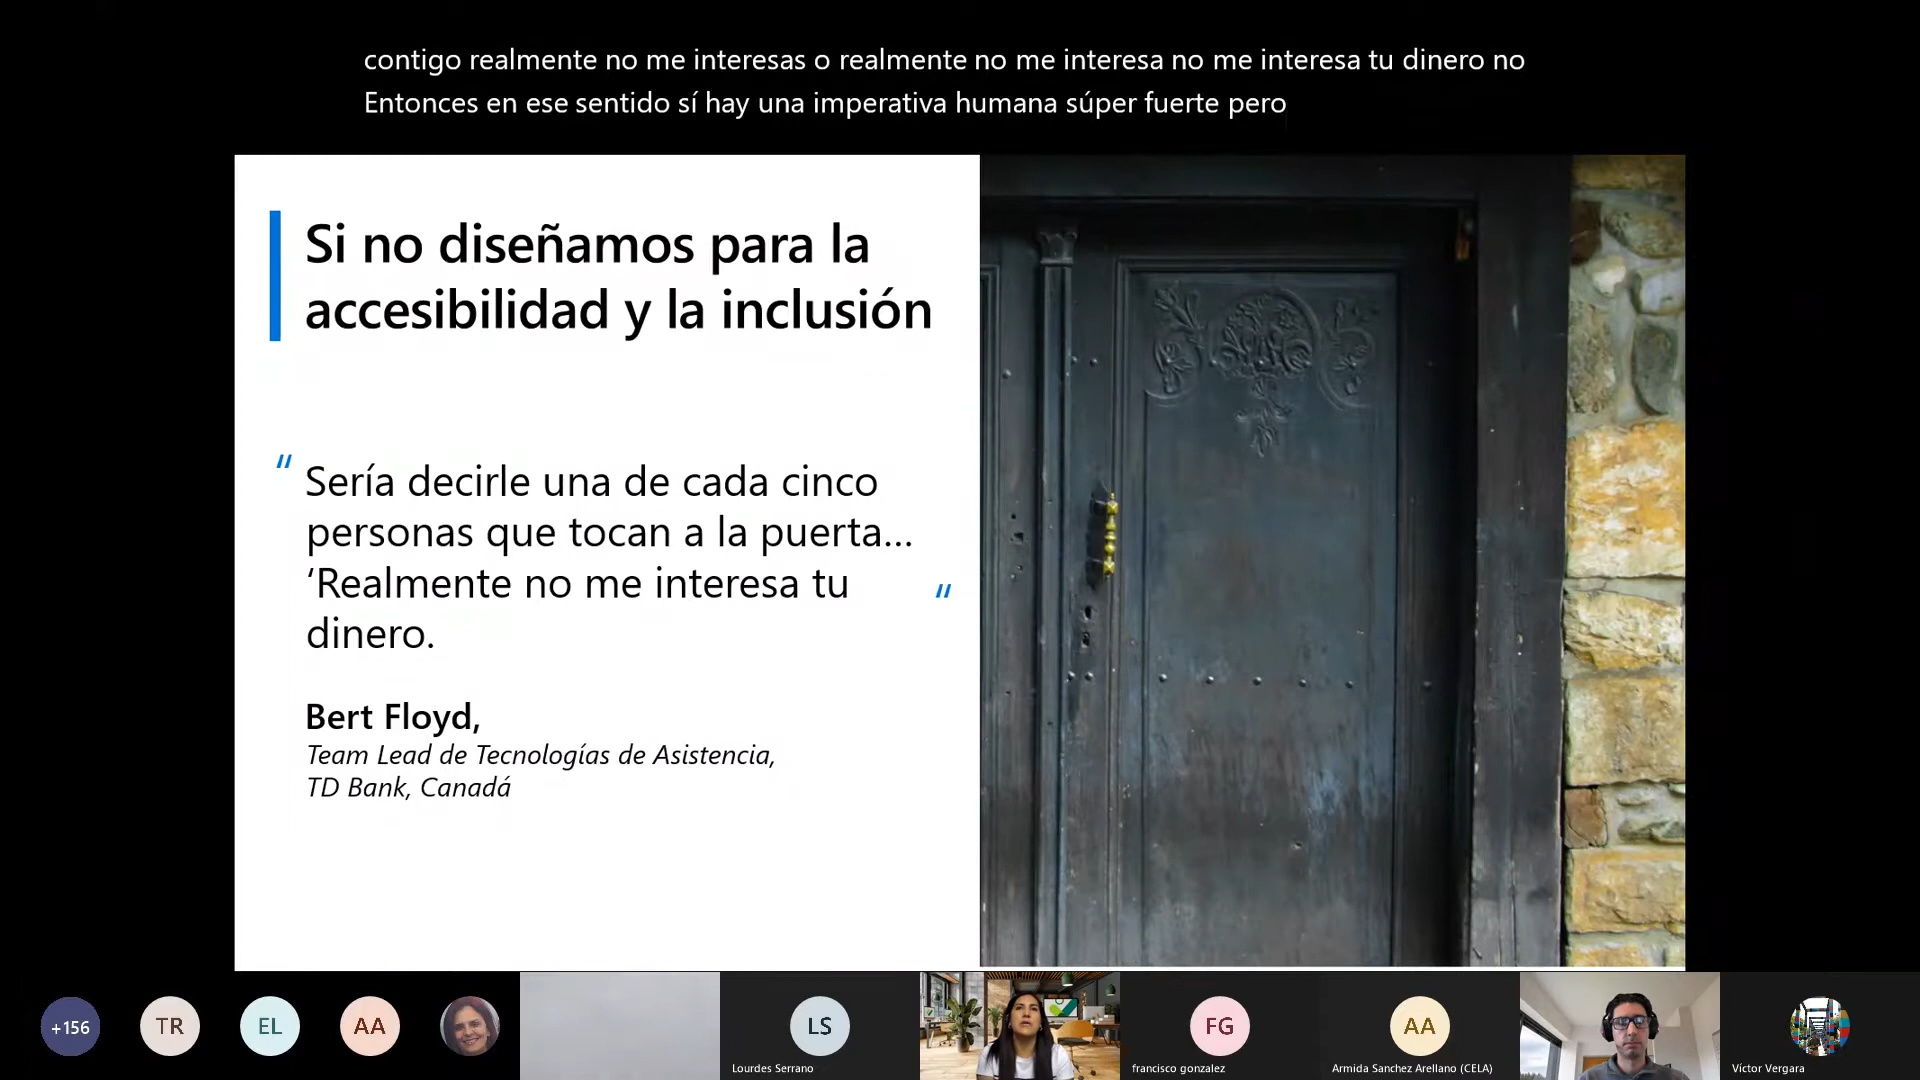 contigo realmente no me interesas o realmente no me interesa no me interesa tu dinero no
Entonces en ese sentido sí hay una imperativa humana súper fuerte pero
Si no diseñamos para la
accesibilidad y la inclusión
“ Sería decirle una de cada cinco
personas que tocan a la puerta...
‘Realmente no me interesa tu “
dinero.
Bert Floyd,
Team Lead de Tecnologías de Asistencia,
TD Bank, Canadá
+156
TR
EL
AA
LS
Lourdes Serrano
FG
francisco gonzalez
AA
Armida Sanchez Arellano (CELA)
Víctor Vergara